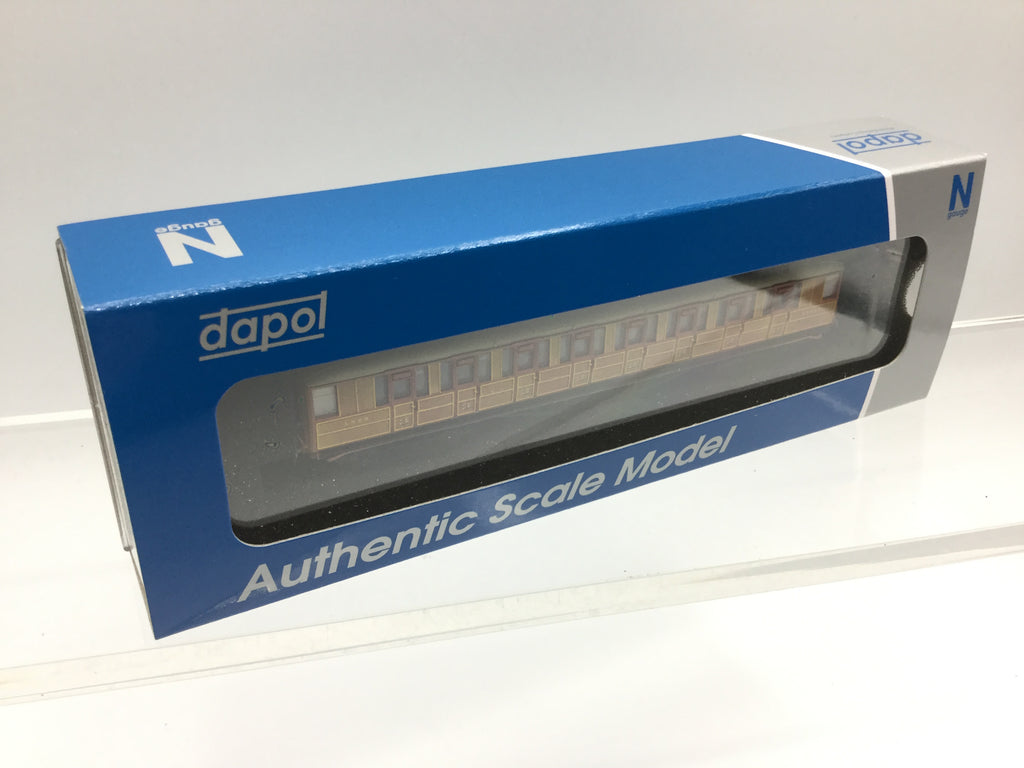 dapol
N
gauge
N
gauge
dapol
Authentic Scale Model